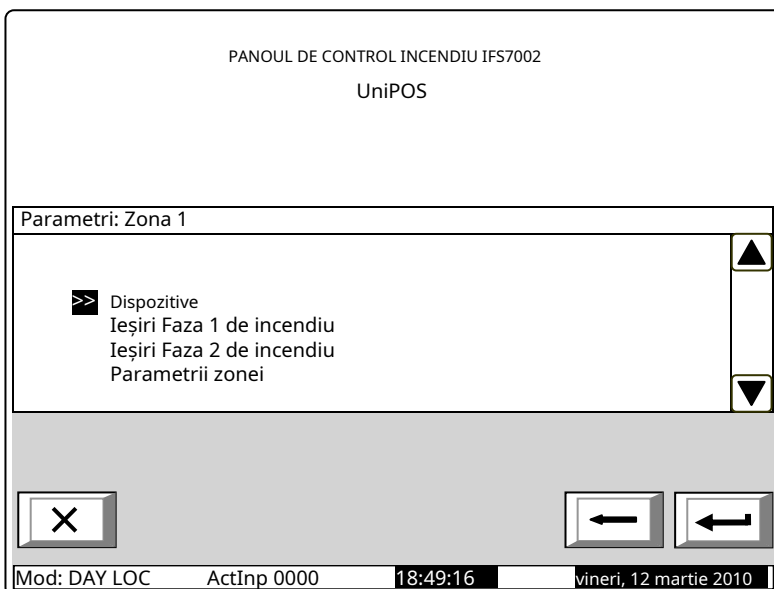 PANOUL DE CONTROL INCENDIU IFS7002
UniPOS
Parametri: Zona 1
>> Dispozitive
Ieșiri Faza 1 de incendiu
Ieșiri Faza 2 de incendiu
Parametrii zonei
Mod: DAY LOC ActInp 0000 18:49:16 vineri, 12 martie 2010